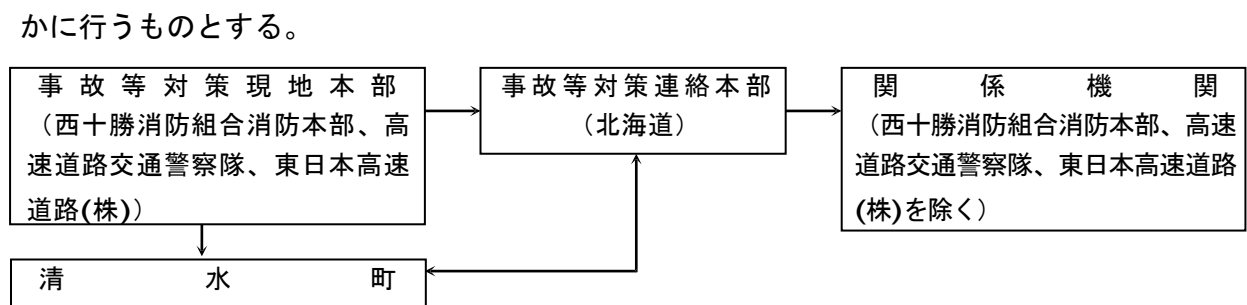 かに行うものとする。
事故等対策現地本部
（西十勝消防組合消防本部、高
速道路交通警察隊、東日本高速
道路(株)）
事故等対策連絡本部
（北海道）
関係機関
（西十勝消防組合消防本部、高速
道路交通警察隊、東日本高速道路
(株)を除く）
清水町